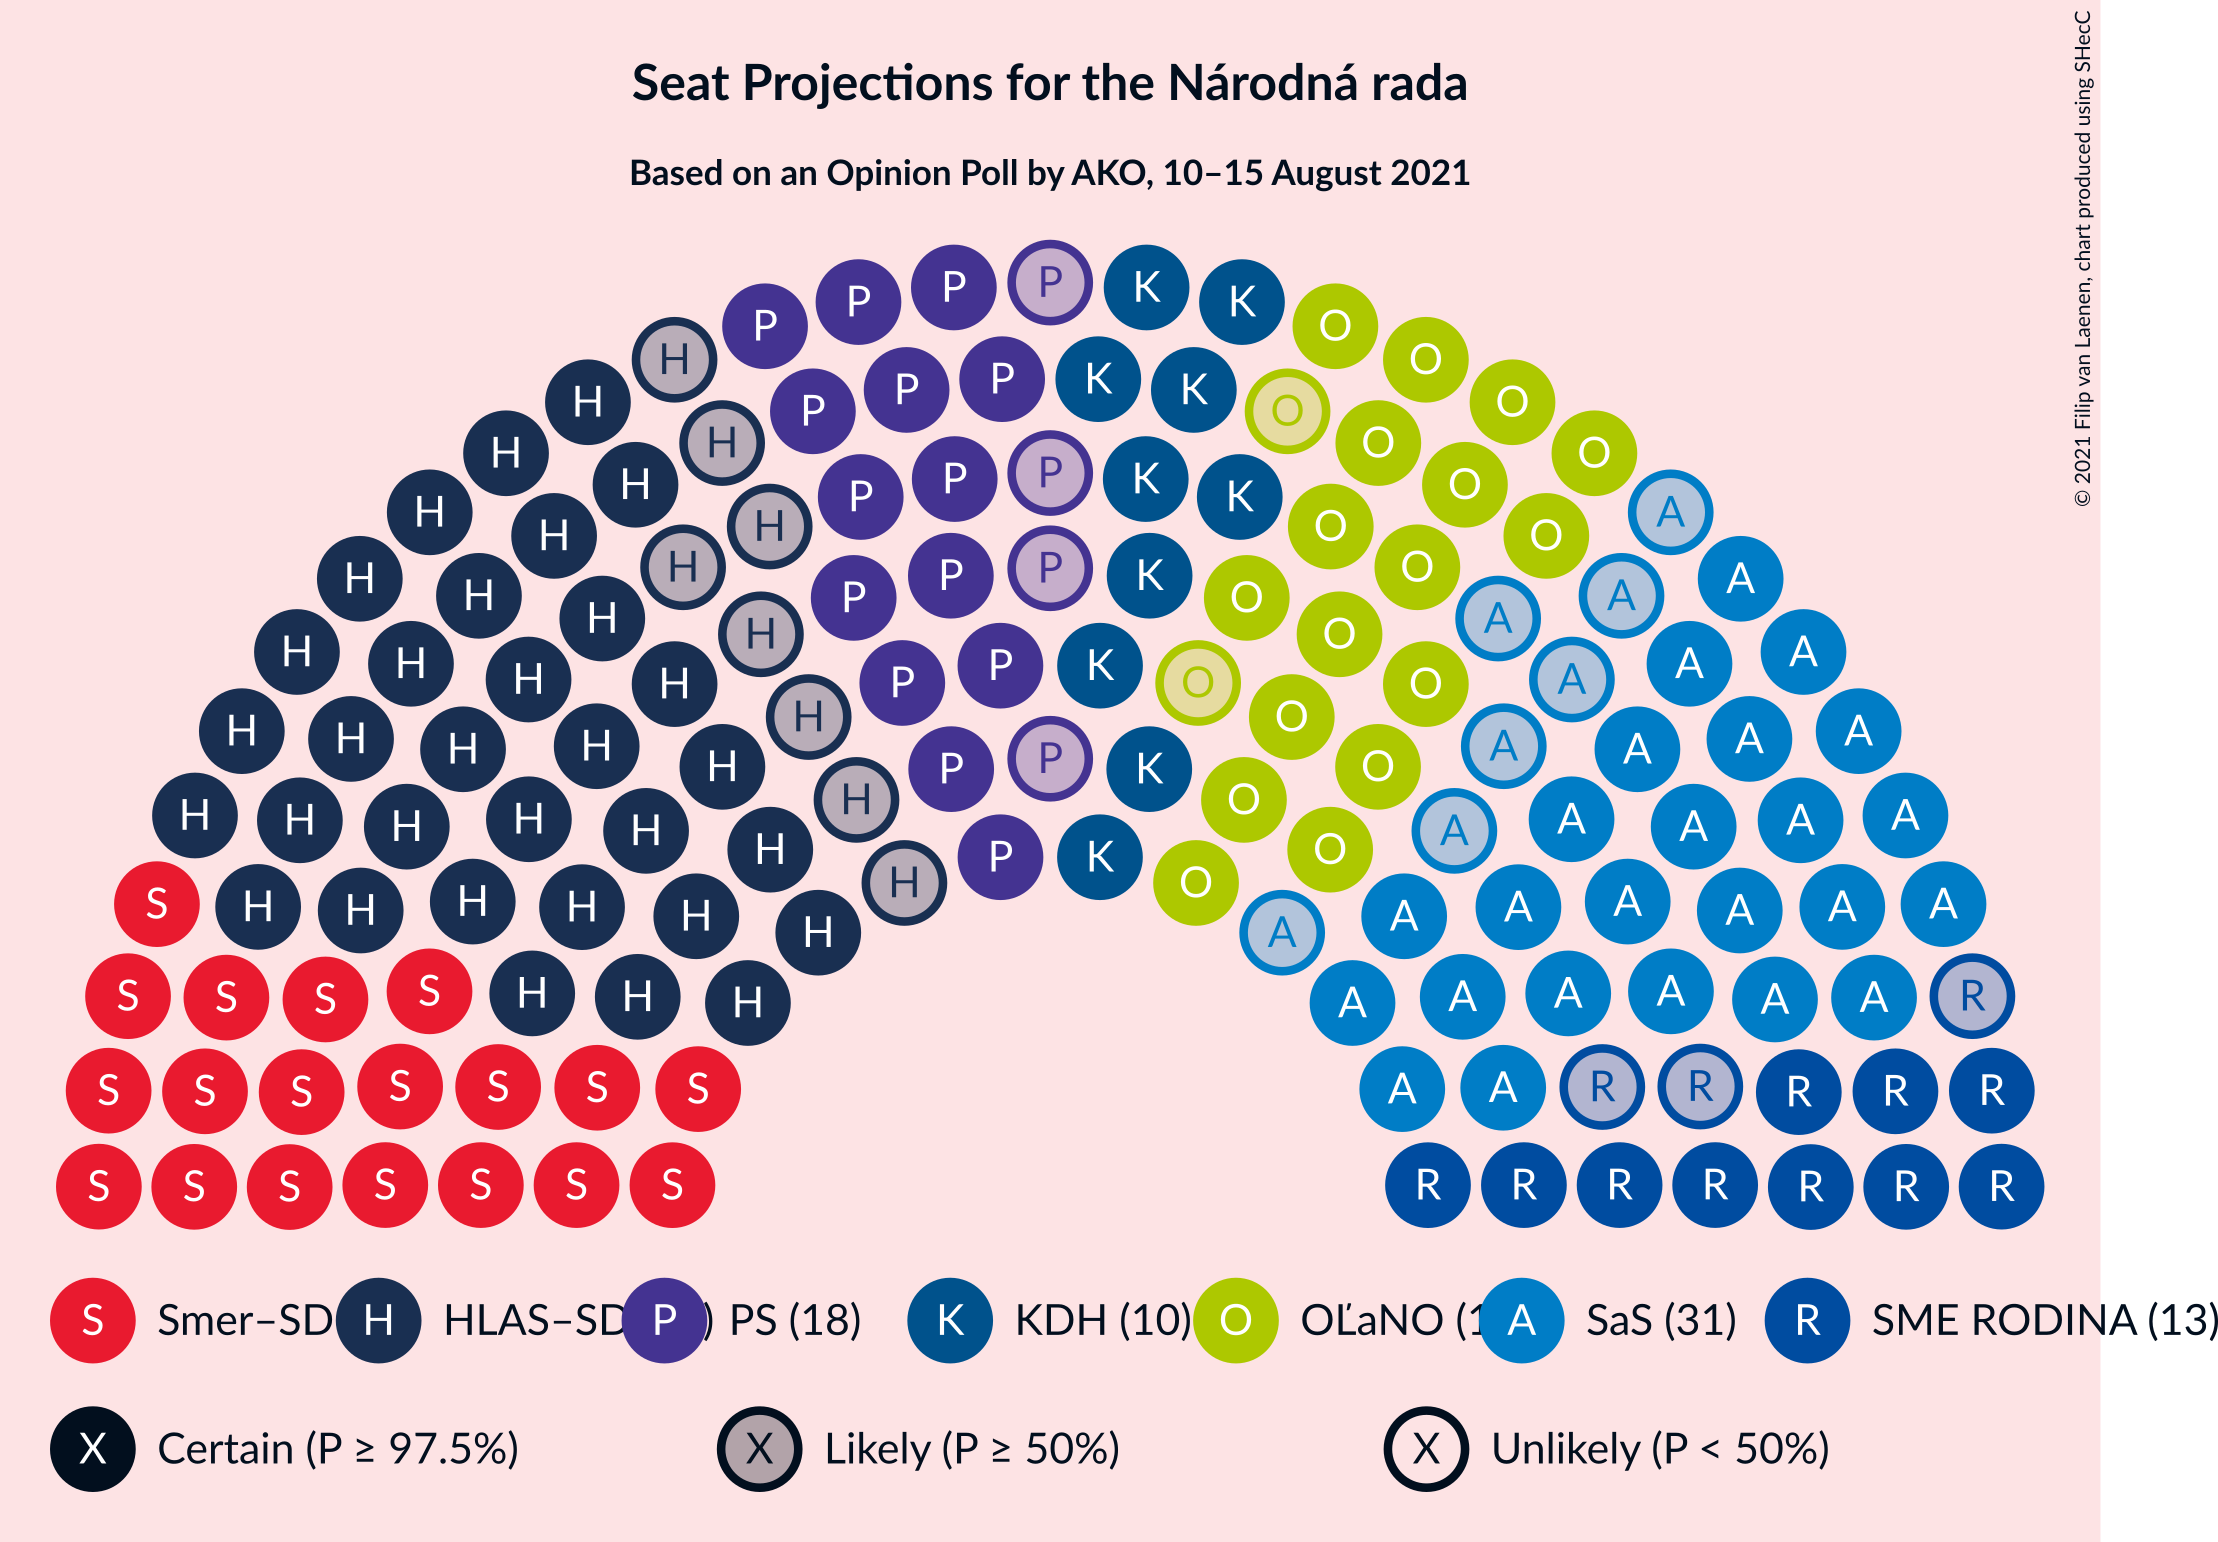 Seat Projections for the Národná rada
Based on an Opinion Poll by AKO, 10–15 August 2021
© 2021 Filip van Laenen, chart produced using SHecC
P P P P K K
H P P P K K O O O
H H P P P K K O O O O
H H H P P P K O O O O A
H H H H P P K O O O O A A
H H H H H P P K O O O A A A
H H H H H H P K O O O A A A A
S H H H H H H H O A A A A A A A
S S S S H H H A A A A A A R
S S S S S S S A A R R R R R
S S S S S S S R R R R R R R
S Smer–SD H HLAS–SD P ) PS (18) K KDH (10) O OĽaNO (1 A SaS (31) R SME RODINA (13)
X Certain (P ≥ 97.5%) X Likely (P ≥ 50%) X Unlikely (P < 50%)